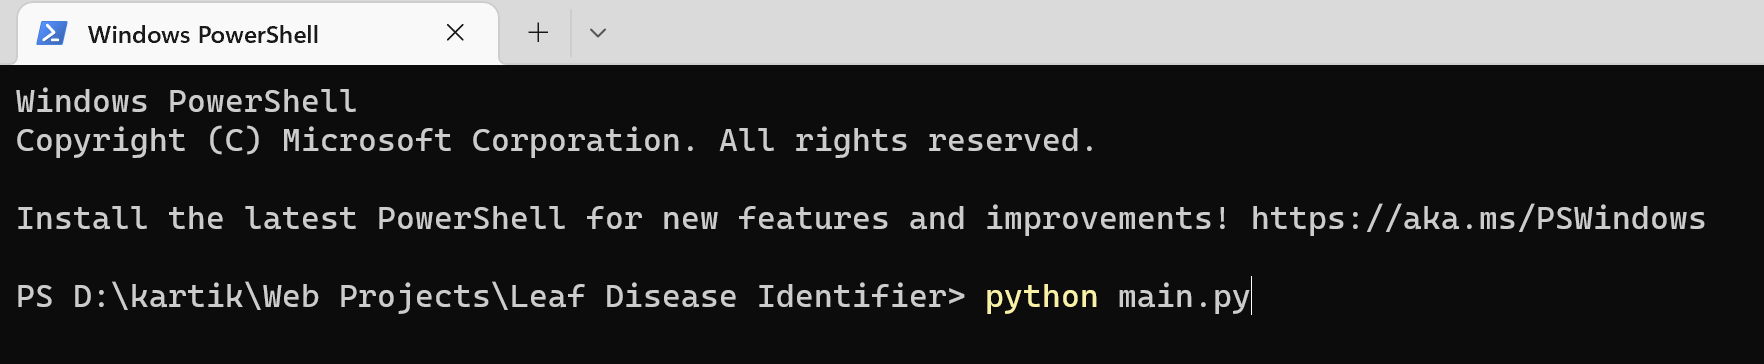 Windows PowerShell
Windows PowerShell
Copyright (C) Microsoft Corporation. All rights reserved.
Install the latest PowerShell for new features and improvements! https://aka.ms/PSWindows
PS D:\kartik\Web Projects\Leaf Disease Identifier> python main.py